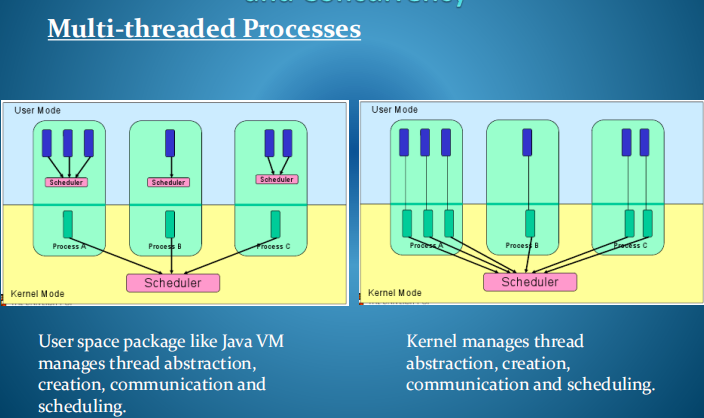 and Concurrency
Multi-threaded Processes
User Mode
Scheduler
Scheduler
Scheduler
Process A
Process B
Process C
Scheduler
Kernel Mode
User Mode
Process A
Process B
Process C
Scheduler
Kernel Mode
User space package like Java VM
manages thread abstraction,
creation, communication and
scheduling.
Kernel manages thread
abstraction, creation,
communication and scheduling.